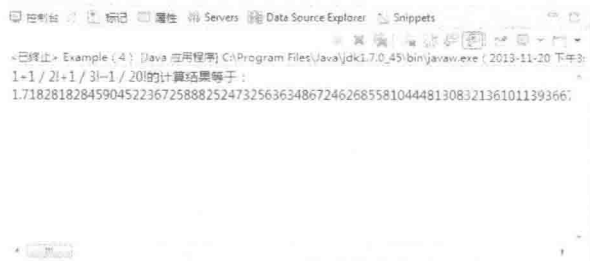 控制台 标记 属性 Servers Data Source Explorer Snippets
<已终止> Example (4) [Java 应用程序] C:\Program Files\Java\jdk1.7.0_45\bin\javaw.exe ( 2013-11-20 下午3:
1+1 / 2!+1 / 3!…1 / 20!的计算结果等于：
1.7182818284590452236725888252473256363486724626855810444813083213610113936